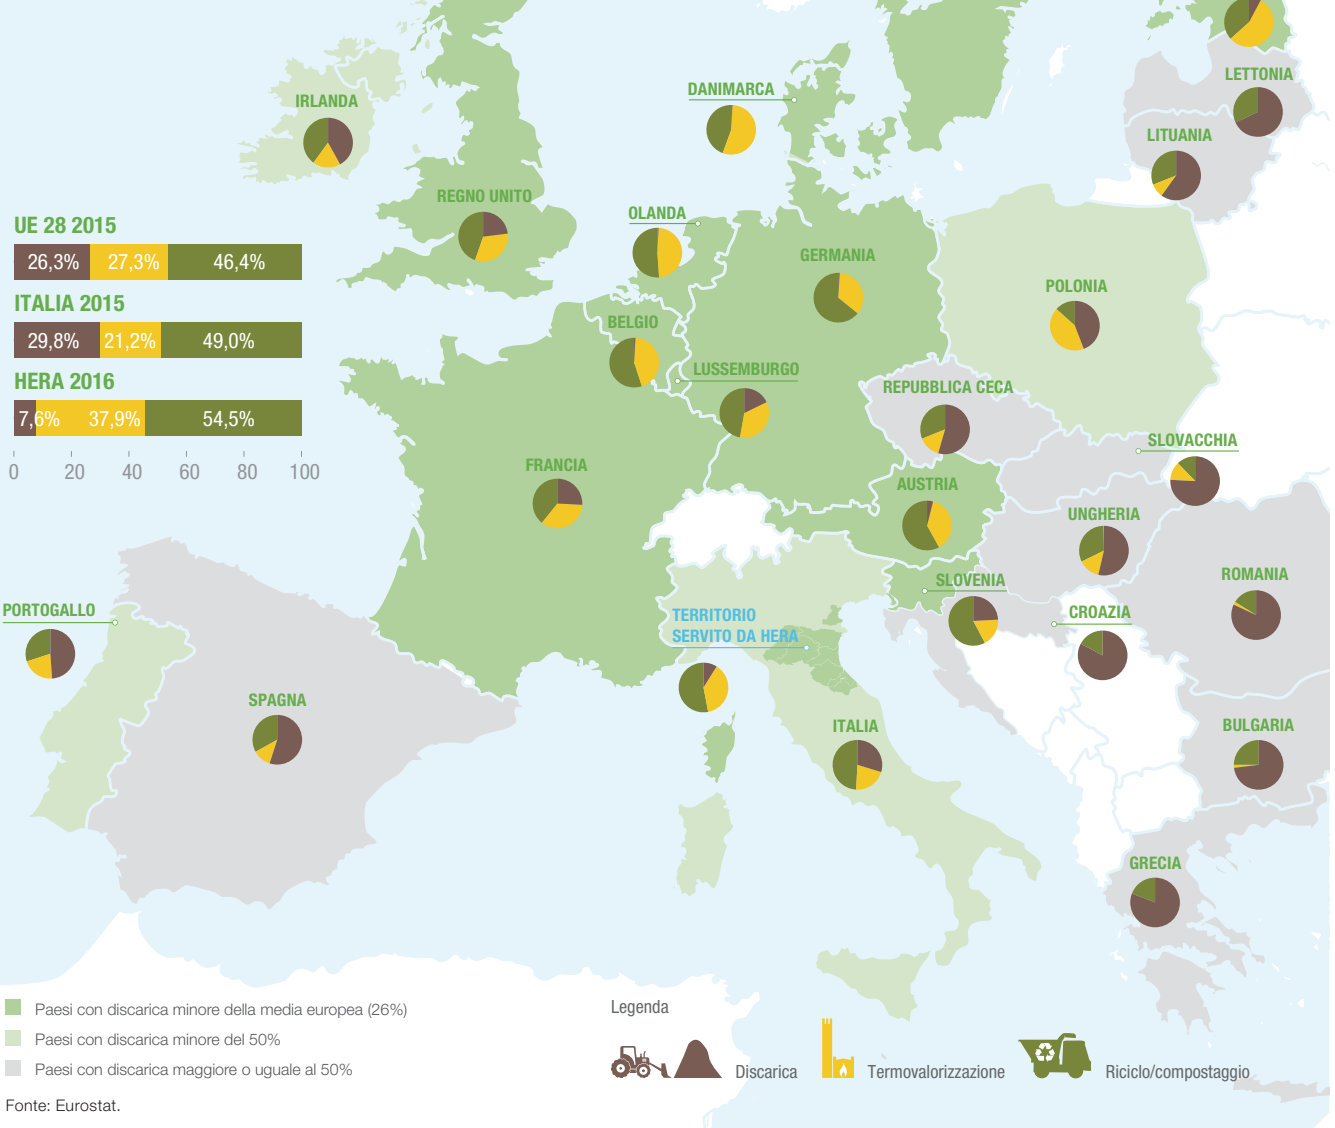 LETTONIA
DANIMARCA
IRLANDA
LITUANIA
REGNO UNITO
OLANDA
UE 28 2015
26,3% 27,3% 46,4%
GERMANIA
POLONIA
ITALIA 2015
29,8% 21,2% 49,0%
BELGIO
LUSSEMBURGO
HERA 2016
7,6% 37,9% 54,5%
REPUBBLICA CECA
SLOVACCHIA
0 20 40 60 80 100
FRANCIA
AUSTRIA
UNGHERIA
SLOVENIA
ROMANIA
PORTOGALLO
TERRITORIO
SERVITO DA HERA
CROAZIA
SPAGNA
ITALIA
BULGARIA
GRECIA
Paesi con discarica minore della media europea (26%)
Paesi con discarica minore del 50%
Paesi con discarica maggiore o uguale al 50%
Fonte: Eurostat.
Legenda
Discarica
Termovalorizzazione
Riciclo/compostaggio